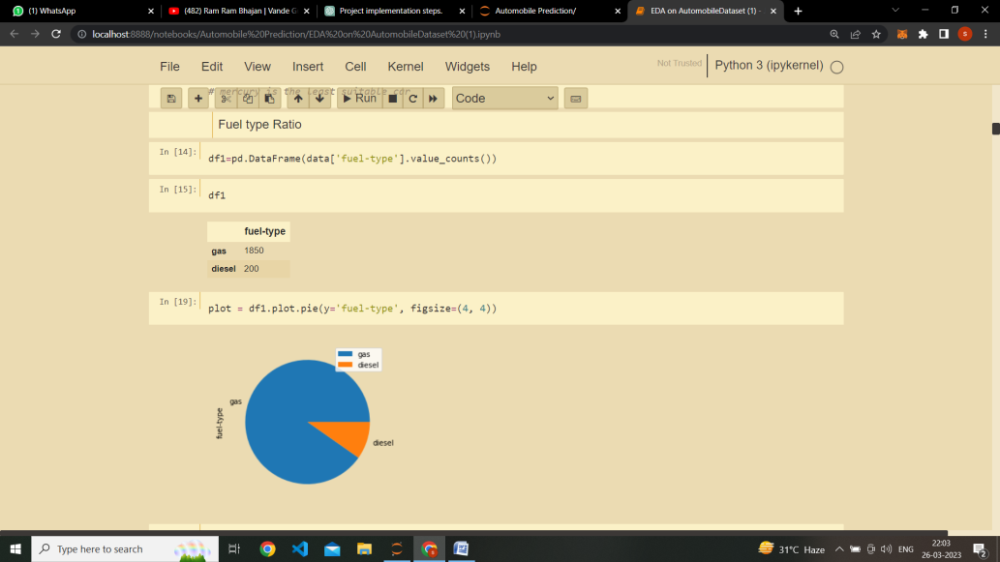 (1) WhatsApp
(482) Ram Ram Bhajan | Vande G
Project implementation steps.
Automobile Prediction/
EDA on AutomobileDataset (1) -
localhost:8888/notebooks/Automobile%20Prediction/EDA%20on%20AutomobileDataset%20(1).ipynb
File Edit View Insert Cell Kernel Widgets Help
Not Trusted
Python 3 (ipykernel)
# mercury is the least suitable car
Run
Code
Fuel type Ratio
In [14]: df1=pd.DataFrame(data['fuel-type'].value_counts())
In [15]: df1
fuel-type
gas 1850
diesel 200
In [19]: plot = df1.plot.pie(y='fuel-type', figsize=(4, 4))
gas
diesel
gas
fuel-type
diesel
Type here to search
31°C Haze
ENG
22:03
26-03-2023
2